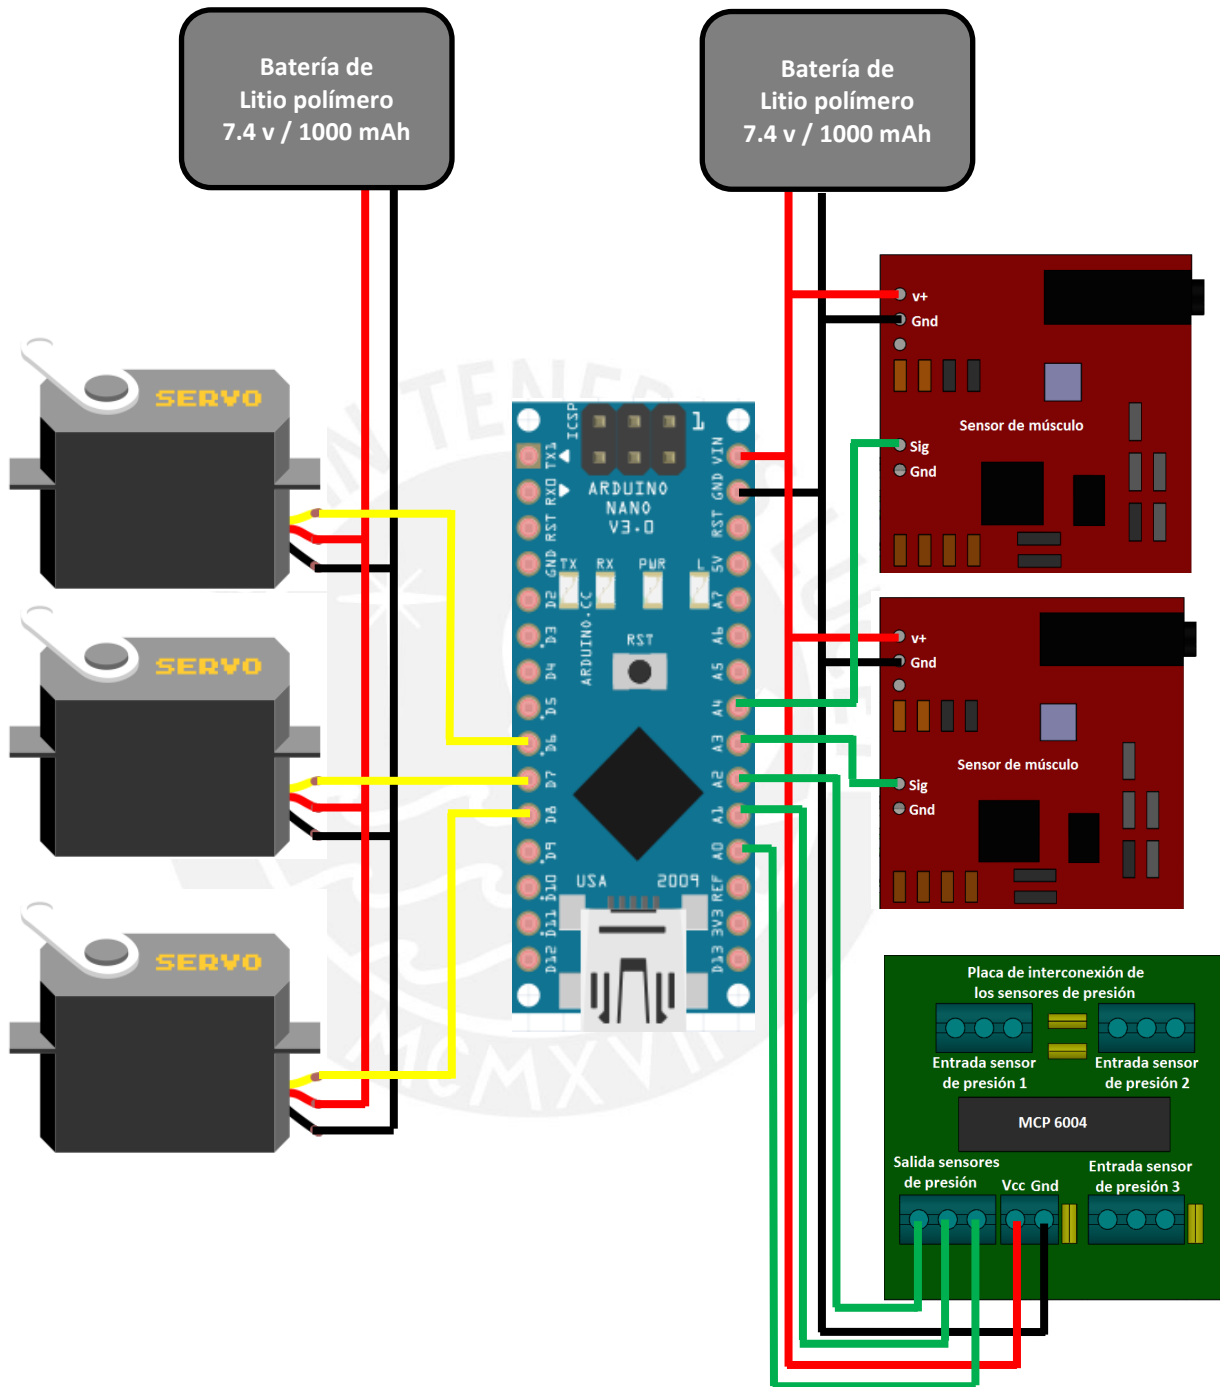 Batería de
Litio polímero
7.4 v / 1000 mAh
Batería de
Litio polímero
7.4 v / 1000 mAh
v+
Gnd
Sensor de músculo
Sig
Gnd
SERVO
SERVO
SERVO
ICSP
1
ARDUINO
NANO
V3.0
TX
RX
PWR
L
ARDUINO.CC
RST
USA
2009
TX1
RX0
RST
GND
D2
D3
D4
D5
D6
D7
D8
D9
D10
D11
D12
VIN
GND
RST
5V
A7
A6
A5
A4
A3
A2
A1
A0
REF
3V3
D13
v+
Gnd
Sensor de músculo
Sig
Gnd
Placa de interconexión de
los sensores de presión
Entrada sensor
de presión 1
Entrada sensor
de presión 2
MCP 6004
Salida sensores
de presión
Vcc Gnd
Entrada sensor
de presión 3
MCMXVII